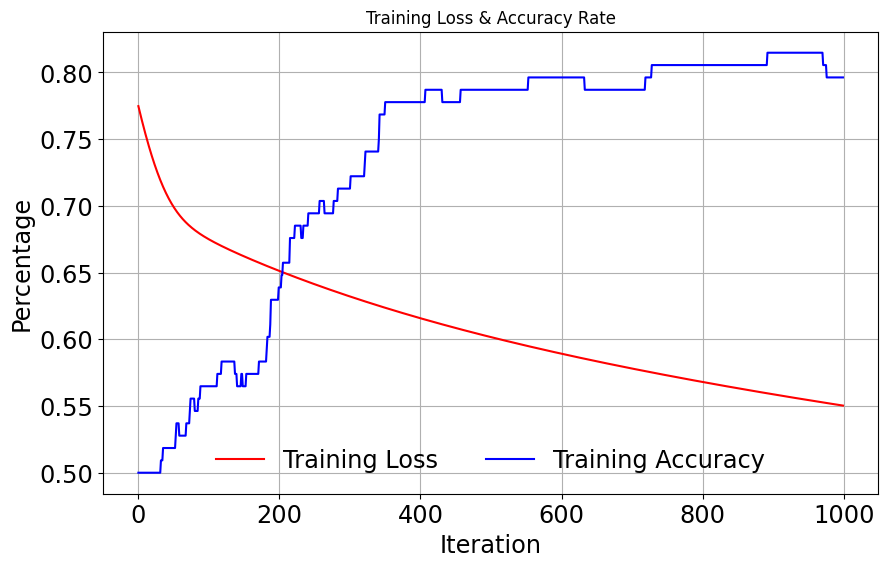 Training Loss & Accuracy Rate
Percentage
0.80
0.75
0.70
0.65
0.60
0.55
0.50
Training Loss
Training Accuracy
0 200 400 600 800 1000
Iteration